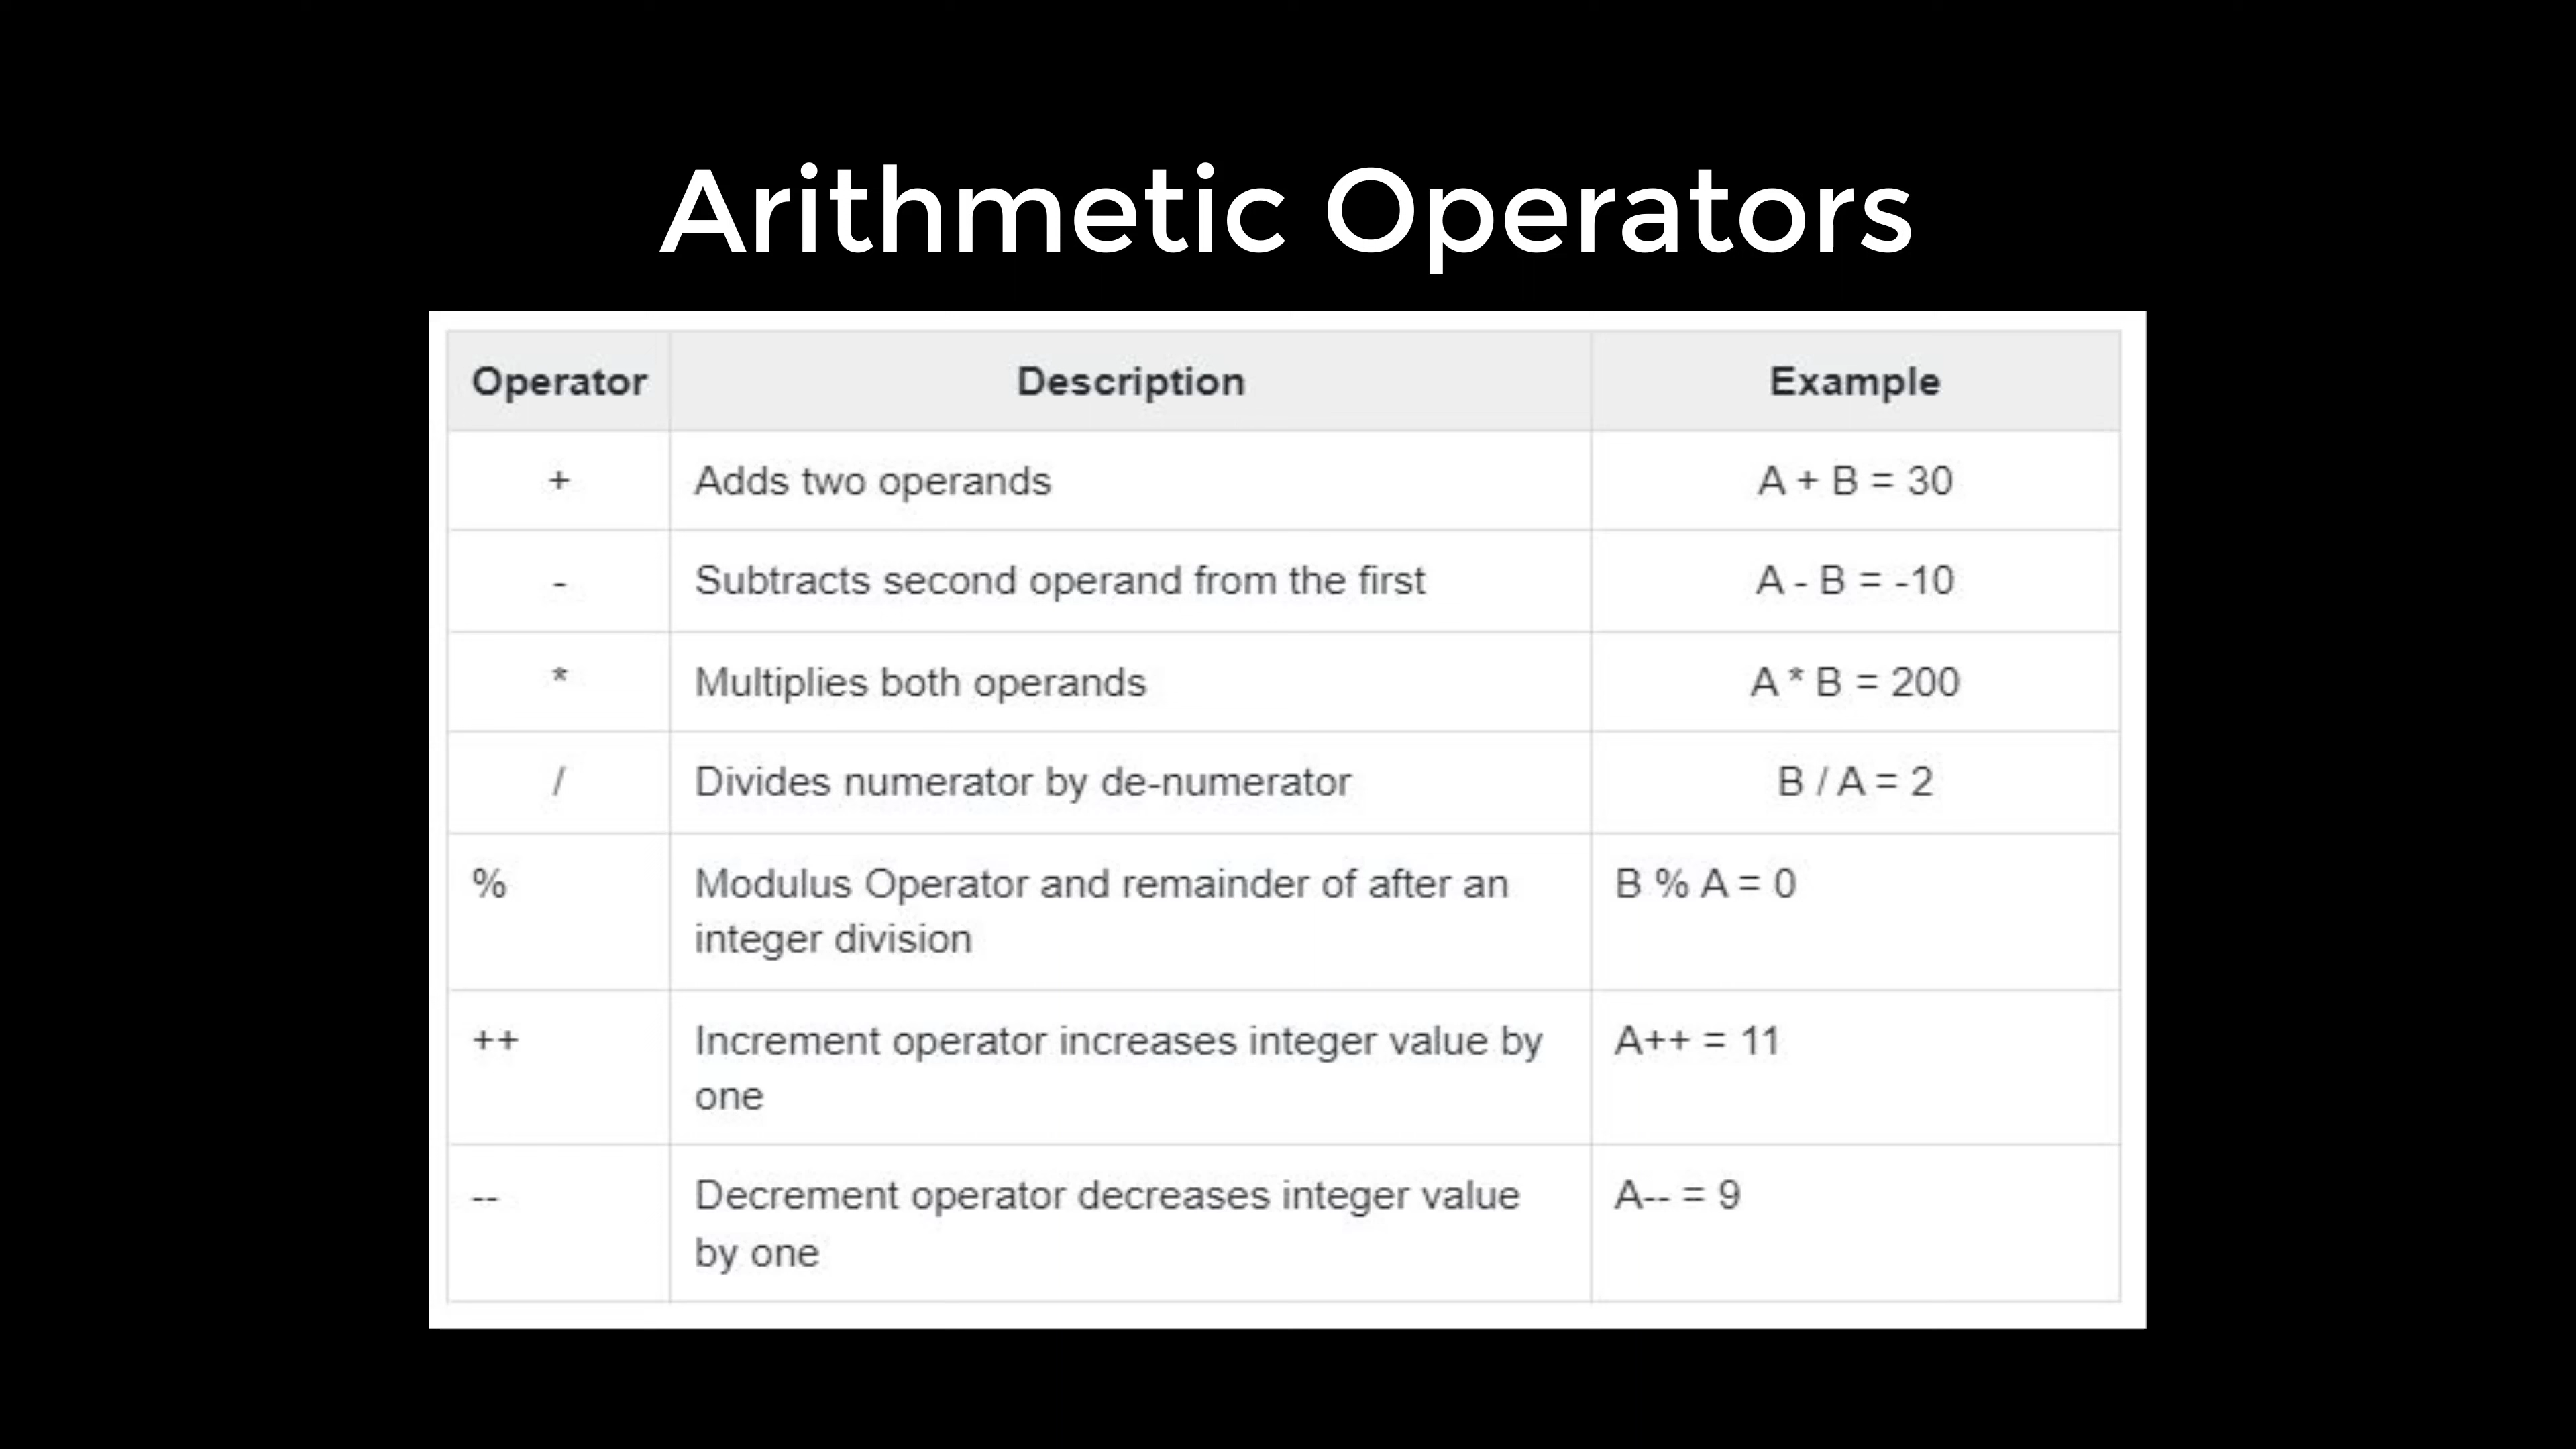 Arithmetic Operators
Operator Description Example
+ Adds two operands A + B = 30
- Subtracts second operand from the first A - B = -10
* Multiplies both operands A * B = 200
/ Divides numerator by de-numerator B / A = 2
% Modulus Operator and remainder of after an B % A = 0
integer division
++ Increment operator increases integer value by A++ = 11
one
-- Decrement operator decreases integer value A-- = 9
by one